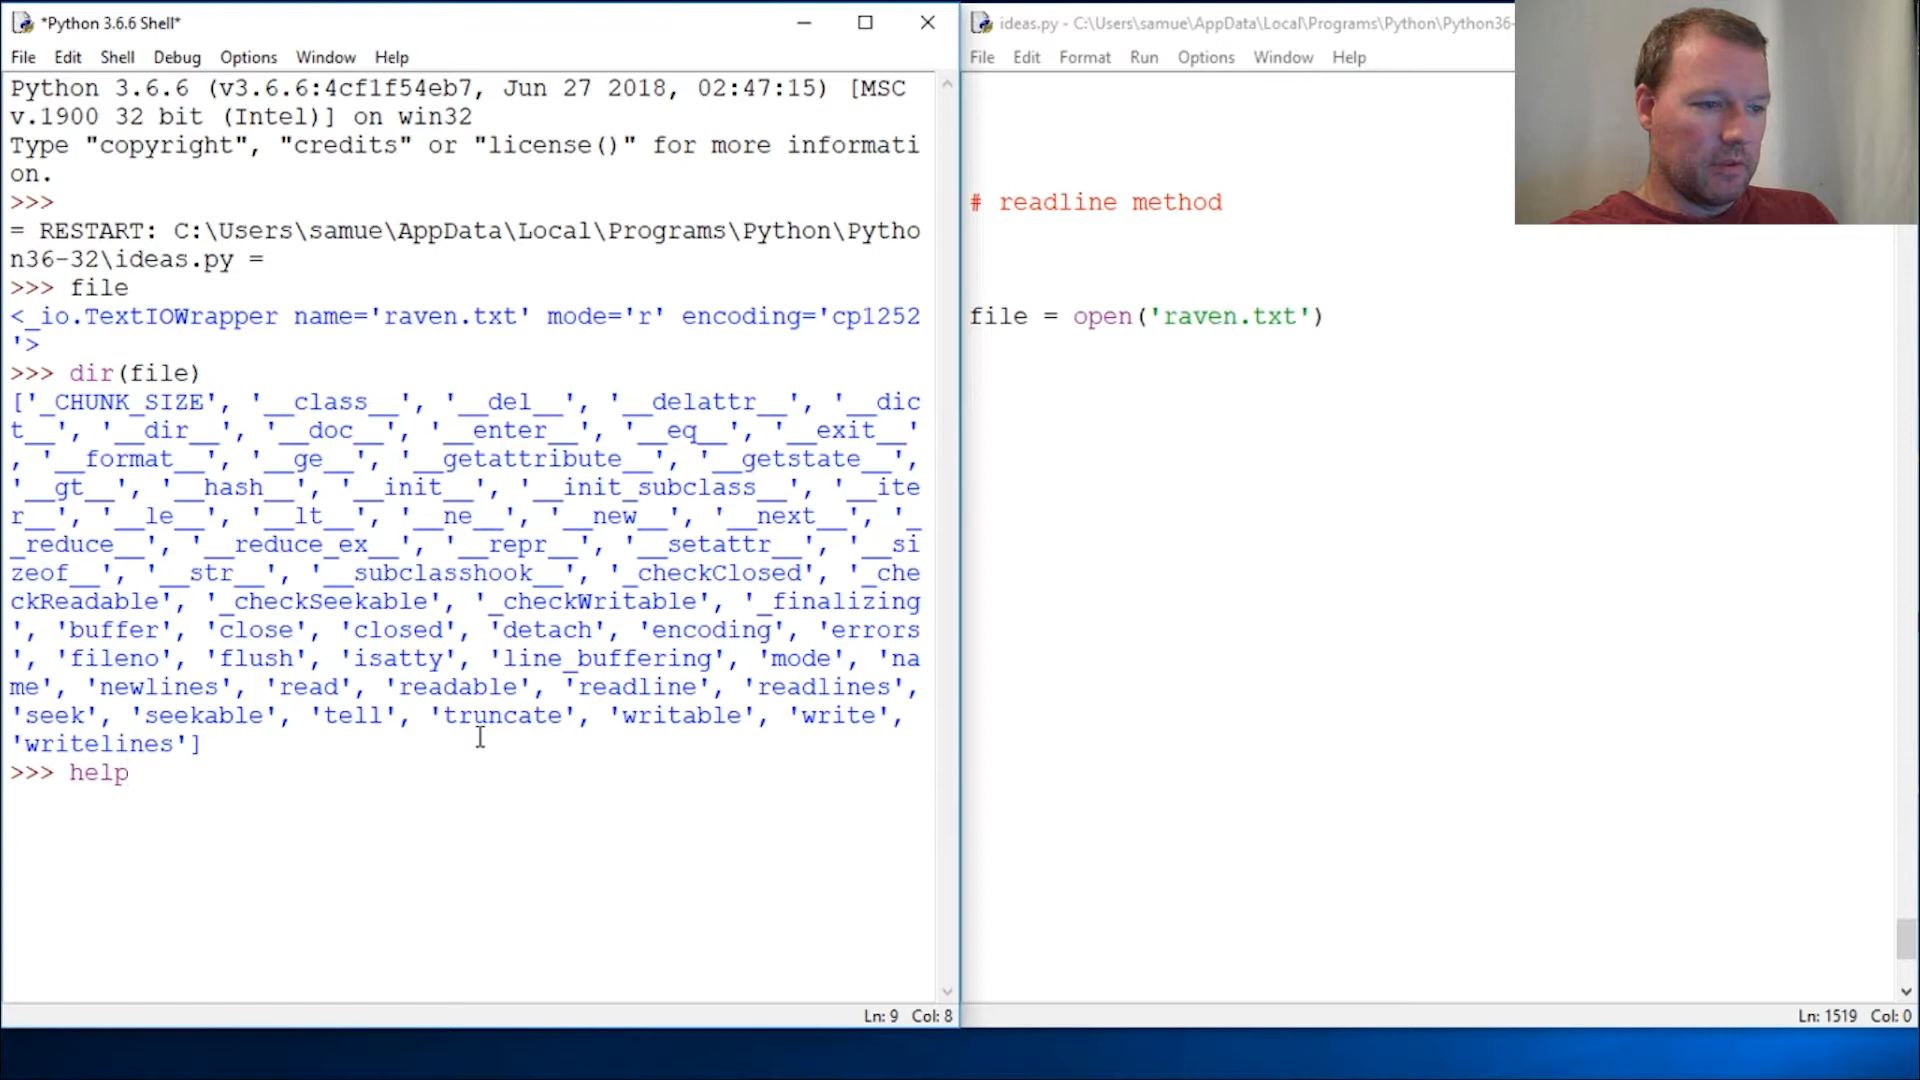 *Python 3.6.6 Shell*
File Edit Shell Debug Options Window Help
Python 3.6.6 (v3.6.6:4cf1f54eb7, Jun 27 2018, 02:47:15) [MSC
v.1900 32 bit (Intel)] on win32
Type "copyright", "credits" or "license()" for more informati
on.
>>>
= RESTART: C:\Users\samue\AppData\Local\Programs\Python\Pytho
n36-32\ideas.py =
>>> file
<_io.TextIOWrapper name='raven.txt' mode='r' encoding='cp1252
'>
>>> dir(file)
['_CHUNK_SIZE', '__class__', '__del__', '__delattr__', '__dic
t__', '__dir__', '__doc__', '__enter__', '__eq__', '__exit__'
, '__format__', '__ge__', '__getattribute__', '__getstate__',
'__gt__', '__hash__', '__init__', '__init_subclass__', '__ite
r__', '__le__', '__lt__', '__ne__', '__new__', '__next__', '_
_reduce__', '__reduce_ex__', '__repr__', '__setattr__', '__si
zeof__', '__str__', '__subclasshook__', '_checkClosed', '_che
ckReadable', '_checkSeekable', '_checkWritable', '_finalizing
', 'buffer', 'close', 'closed', 'detach', 'encoding', 'errors
', 'fileno', 'flush', 'isatty', 'line_buffering', 'mode', 'na
me', 'newlines', 'read', 'readable', 'readline', 'readlines',
'seek', 'seekable', 'tell', 'truncate', 'writable', 'write',
'writelines']
>>> help
Ln: 9 Col: 8
ideas.py - C:\Users\samue\AppData\Local\Programs\Python\Python36-
File Edit Format Run Options Window Help
# readline method
file = open('raven.txt')
Ln: 1519 Col: 0